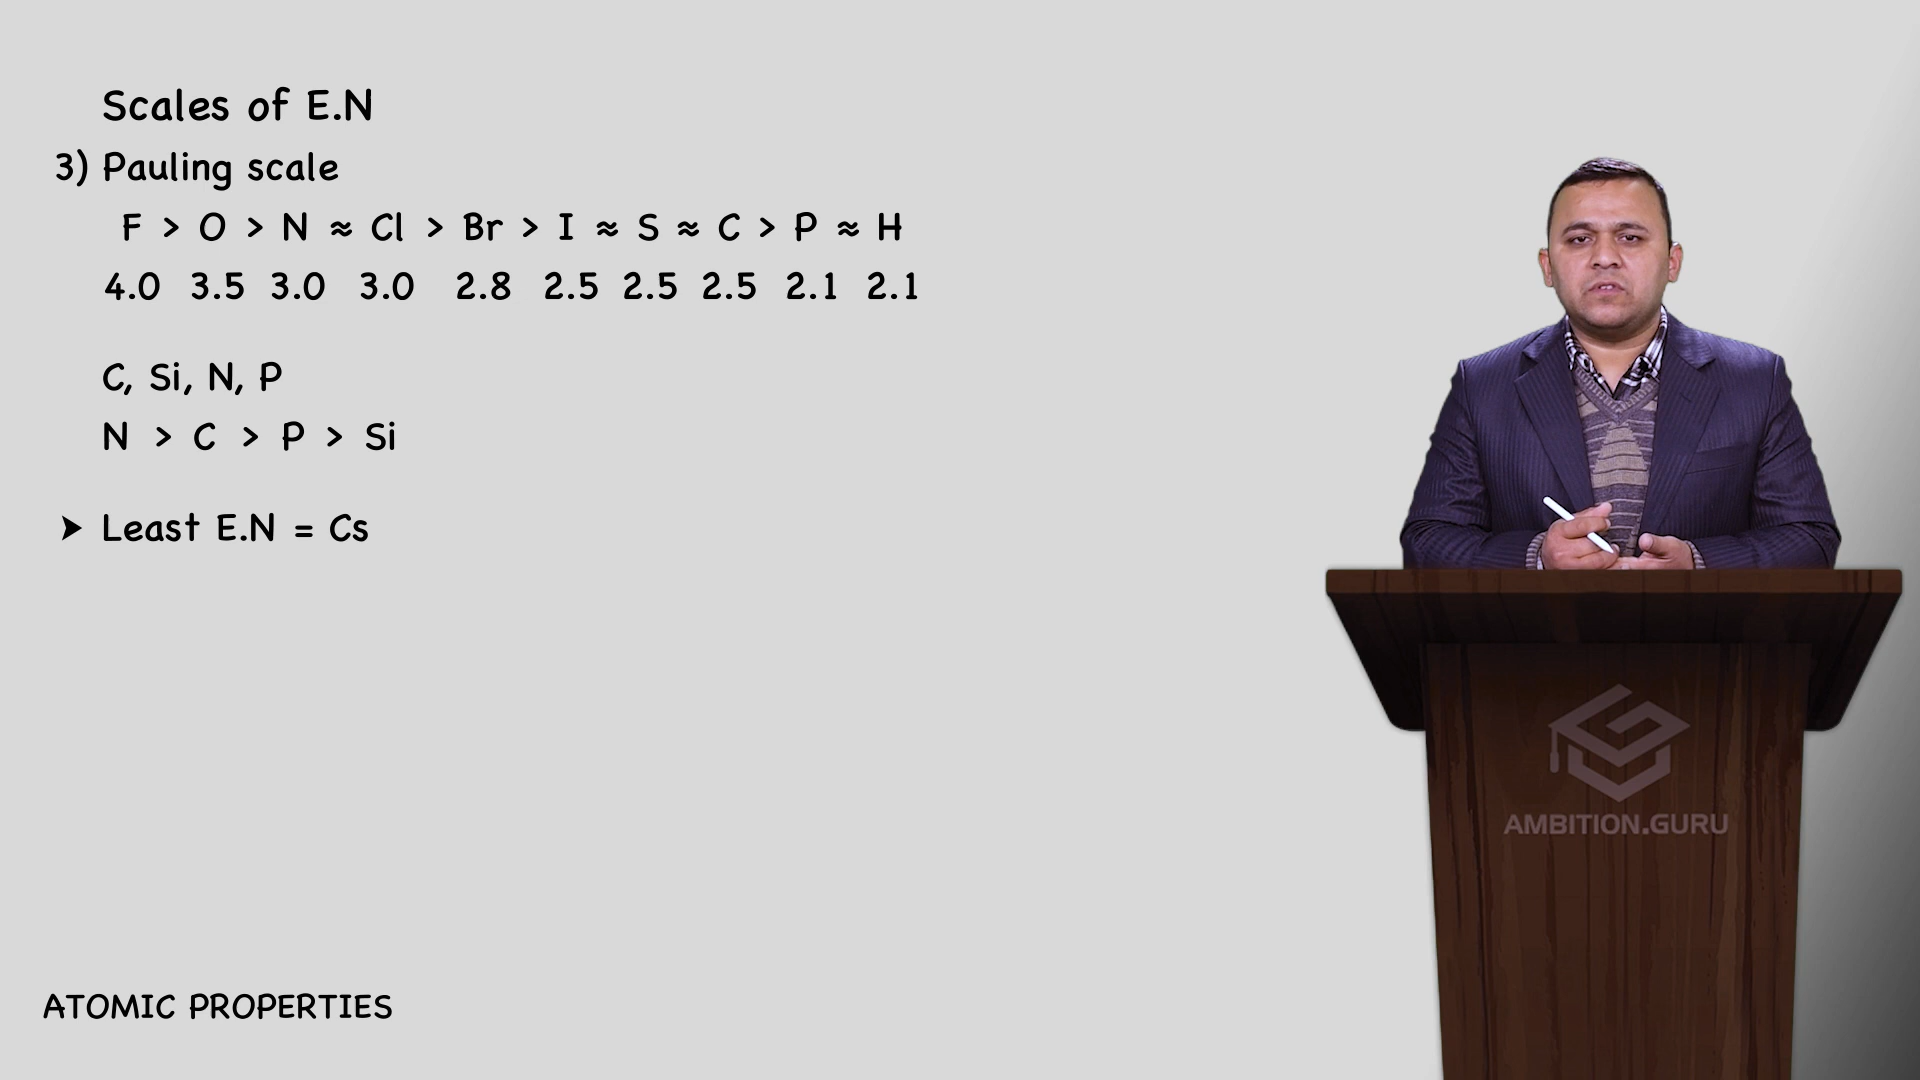 Scales of E.N
3) Pauling scale
F > O > N ≈ Cl > Br > I ≈ S ≈ C > P ≈ H
4.0 3.5 3.0 3.0 2.8 2.5 2.5 2.5 2.1 2.1
C, Si, N, P
N > C > P > Si
➤ Least E.N = Cs
AMBITION.GURU
ATOMIC PROPERTIES